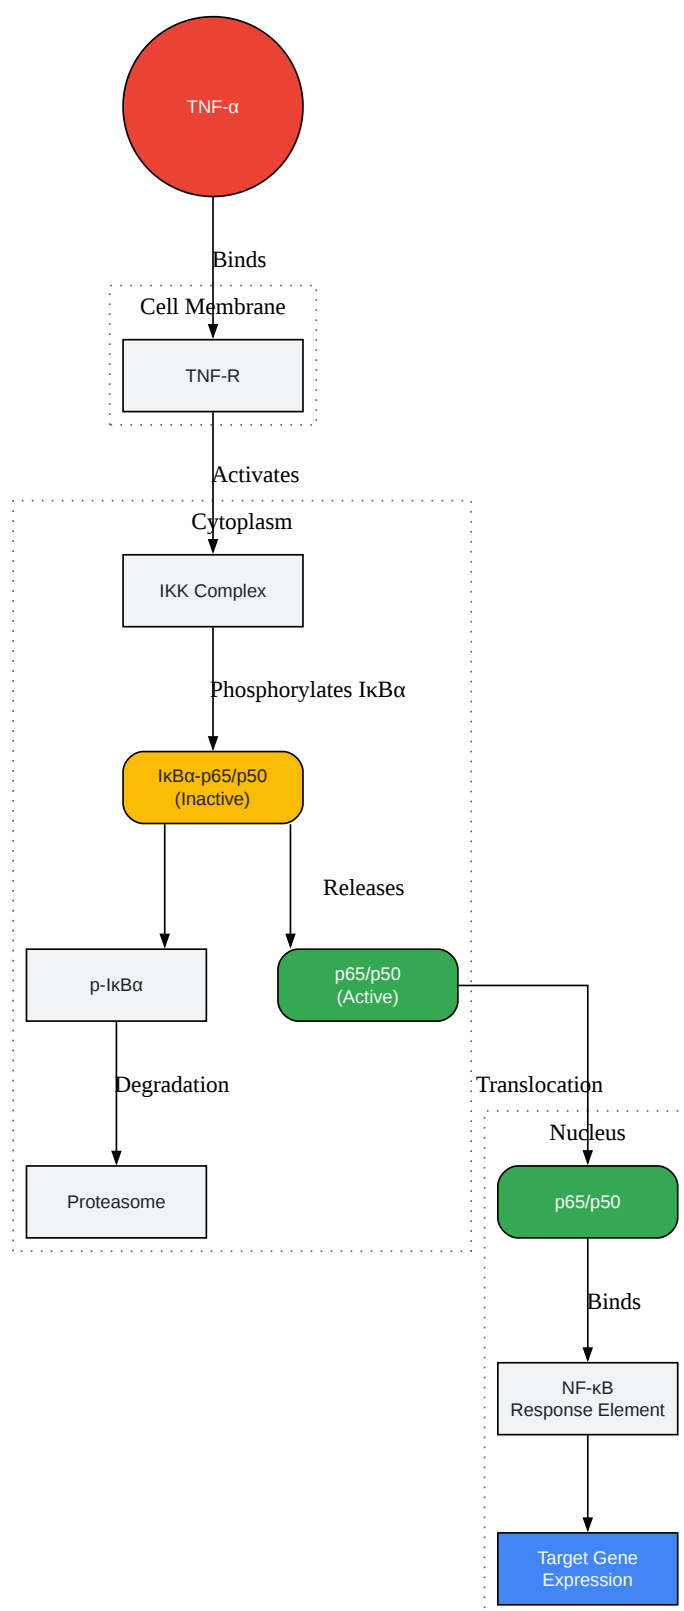 TNF-α
Binds
Cell Membrane
TNF-R
Activates
Cytoplasm
IKK Complex
Phosphorylates IκBα
IκBα-p65/p50
(Inactive)
Releases
p-IκBα
p65/p50
(Active)
Degradation
Translocation
Nucleus
Proteasome
p65/p50
Binds
NF-κB
Response Element
Target Gene
Expression